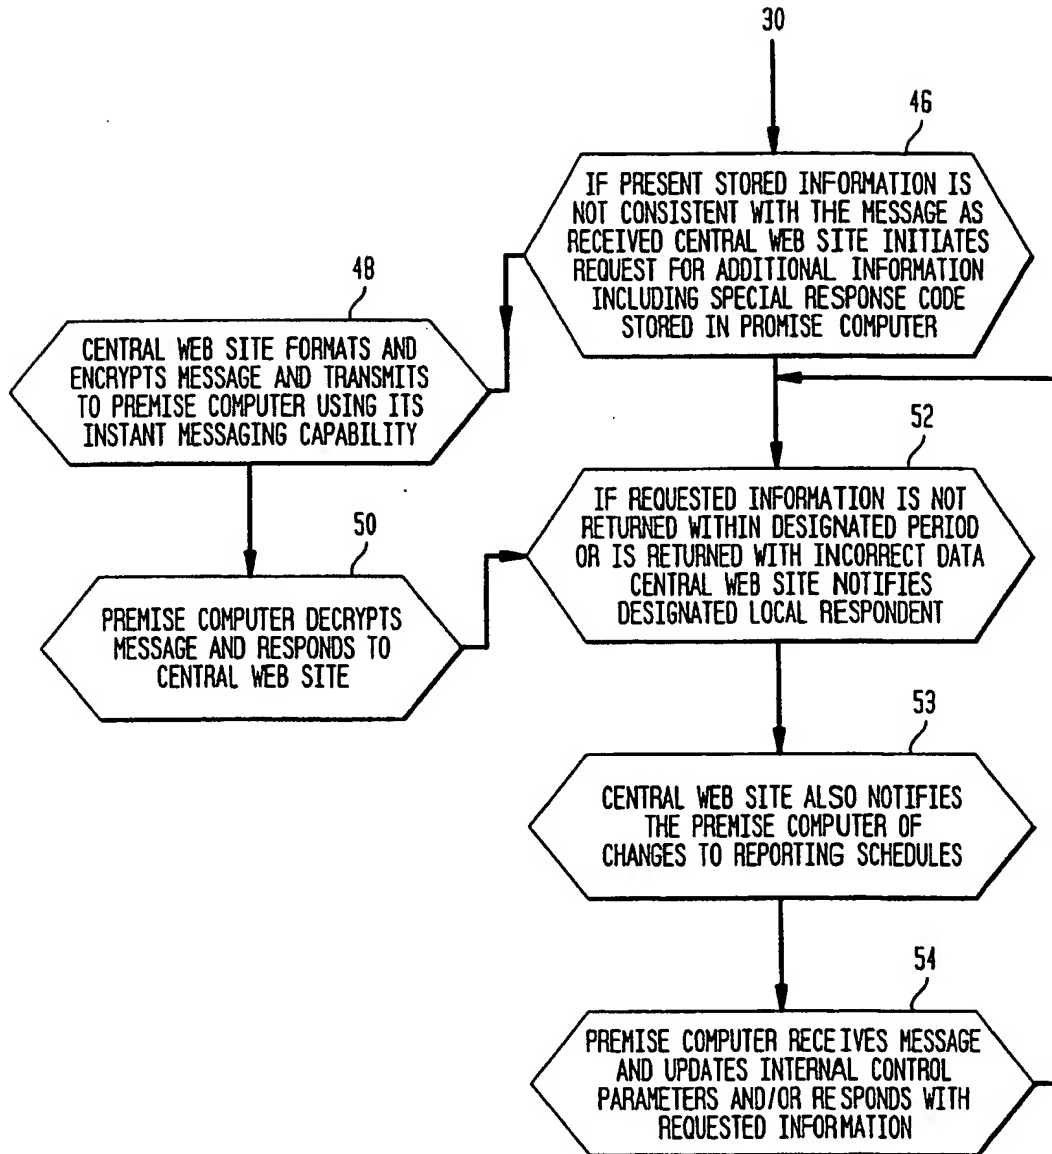 30
46
IF PRESENT STORED INFORMATION IS
NOT CONSISTENT WITH THE MESSAGE AS
RECEIVED CENTRAL WEB SITE INITIATES
REQUEST FOR ADDITIONAL INFORMATION
INCLUDING SPECIAL RESPONSE CODE
STORED IN PROMISE COMPUTER
48
CENTRAL WEB SITE FORMATS AND
ENCRYPTS MESSAGE AND TRANSMITS
TO PREMISE COMPUTER USING ITS
INSTANT MESSAGING CAPABILITY
50
PREMISE COMPUTER DECRYPTS
MESSAGE AND RESPONDS TO
CENTRAL WEB SITE
52
IF REQUESTED INFORMATION IS NOT
RETURNED WITHIN DESIGNATED PERIOD
OR IS RETURNED WITH INCORRECT DATA
CENTRAL WEB SITE NOTIFIES
DESIGNATED LOCAL RESPONDENT
53
CENTRAL WEB SITE ALSO NOTIFIES
THE PREMISE COMPUTER OF
CHANGES TO REPORTING SCHEDULES
54
PREMISE COMPUTER RECEIVES MESSAGE
AND UPDATES INTERNAL CONTROL
PARAMETERS AND/OR RESPONDS WITH
REQUESTED INFORMATION